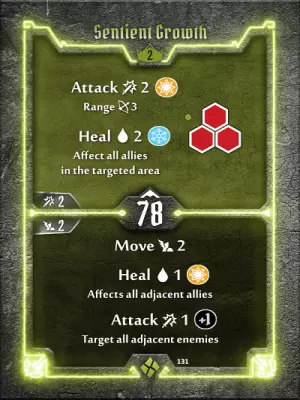 Sentient Growth
2
Attack 2
Range 3
Heal 2
Affect all allies
in the targeted area
2
78
2
Move 2
Heal 1
Affects all adjacent allies
Attack 1 +1
Target all adjacent enemies
131